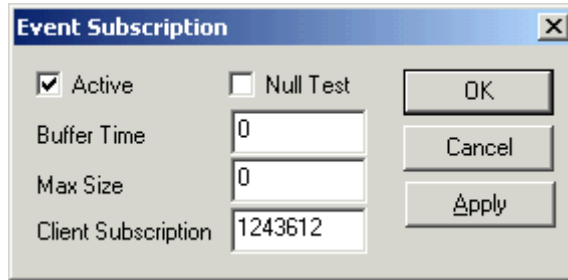 Event Subscription
Active
Null Test
OK
Buffer Time
0
Cancel
Max Size
0
Apply
Client Subscription
1243612